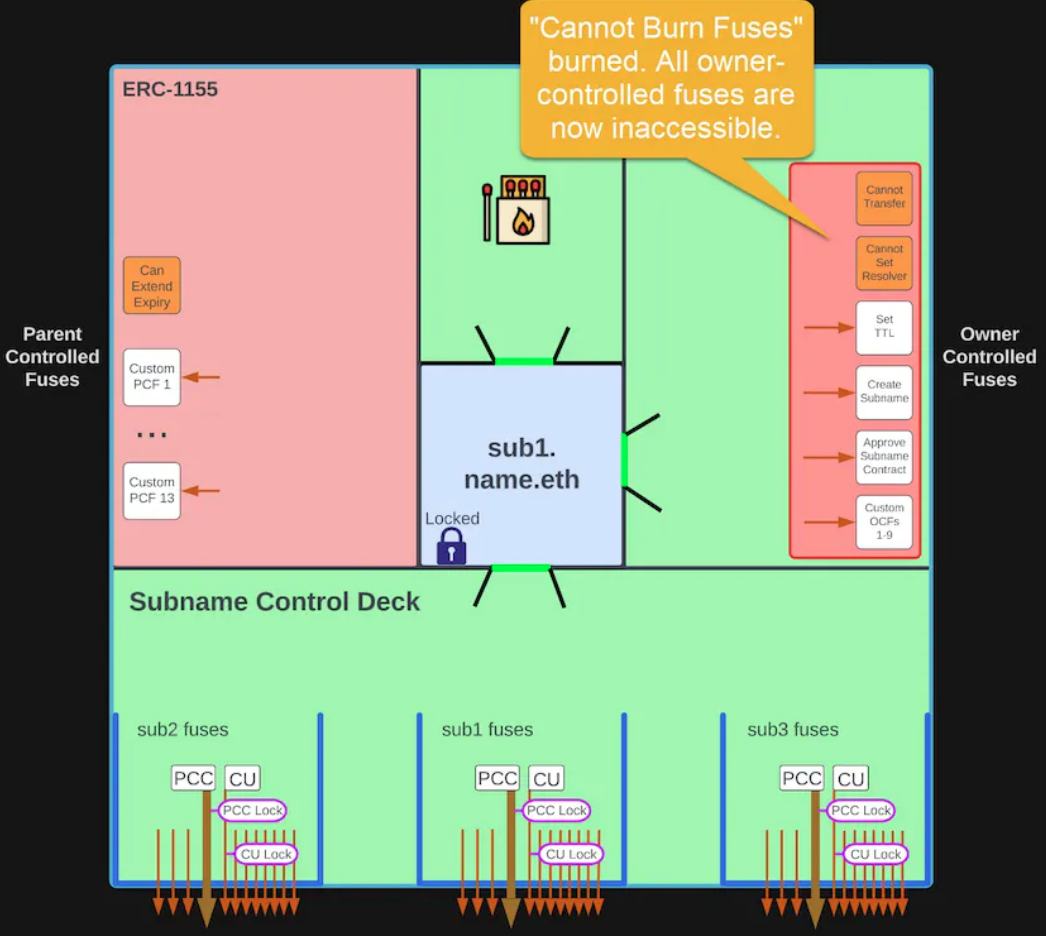 "Cannot Burn Fuses"
burned. All owner-
controlled fuses are
now inaccessible.
ERC-1155
Can
Extend
Expiry
Custom
PCF 1
...
Custom
PCF 13
Parent
Controlled
Fuses
sub1.
name.eth
Locked
Cannot
Transfer
Cannot
Set
Resolver
Set
TTL
Create
Subname
Approve
Subname
Contract
Custom
OCFs
1-9
Owner
Controlled
Fuses
Subname Control Deck
sub2 fuses
PCC
CU
PCC Lock
CU Lock
sub1 fuses
PCC
CU
PCC Lock
CU Lock
sub3 fuses
PCC
CU
PCC Lock
CU Lock